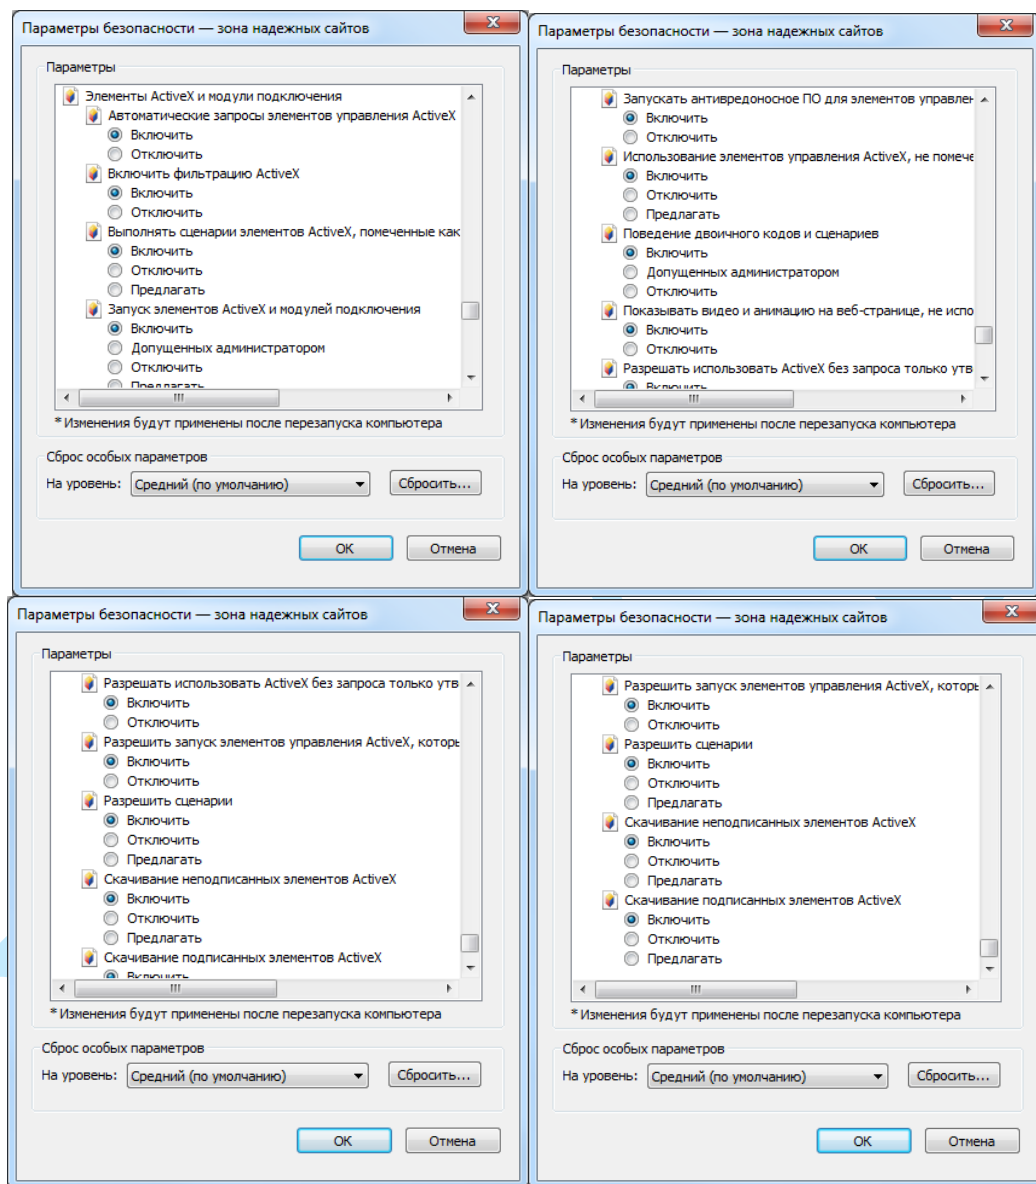 Параметры безопасности — зона надежных сайтов
Параметры
Элементы ActiveX и модули подключения
Автоматические запросы элементов управления ActiveX
Включить
Отключить
Включить фильтрацию ActiveX
Включить
Отключить
Выполнять сценарии элементов ActiveX, помеченные как
Включить
Отключить
Предлагать
Запуск элементов ActiveX и модулей подключения
Включить
Допущенных администратором
Отключить
Предлагать
* Изменения будут применены после перезапуска компьютера
Сброс особых параметров
На уровень: Средний (по умолчанию) Сбросить...
ОК Отмена
Параметры безопасности — зона надежных сайтов
Параметры
Запускать антивредоносное ПО для элементов управлен
Включить
Отключить
Использование элементов управления ActiveX, не помече
Включить
Отключить
Предлагать
Поведение двоичного кодов и сценариев
Включить
Допущенных администратором
Отключить
Показывать видео и анимацию на веб-странице, не испо
Включить
Отключить
Разрешать использовать ActiveX без запроса только утв
Включить
* Изменения будут применены после перезапуска компьютера
Сброс особых параметров
На уровень: Средний (по умолчанию) Сбросить...
ОК Отмена
Параметры безопасности — зона надежных сайтов
Параметры
Разрешать использовать ActiveX без запроса только утв
Включить
Отключить
Разрешить запуск элементов управления ActiveX, которь
Включить
Отключить
Разрешить сценарии
Включить
Отключить
Предлагать
Скачивание неподписанных элементов ActiveX
Включить
Отключить
Предлагать
Скачивание подписанных элементов ActiveX
Включить
* Изменения будут применены после перезапуска компьютера
Сброс особых параметров
На уровень: Средний (по умолчанию) Сбросить...
ОК Отмена
Параметры безопасности — зона надежных сайтов
Параметры
Разрешить запуск элементов управления ActiveX, которь
Включить
Отключить
Разрешить сценарии
Включить
Отключить
Предлагать
Скачивание неподписанных элементов ActiveX
Включить
Отключить
Предлагать
Скачивание подписанных элементов ActiveX
Включить
Отключить
Предлагать
* Изменения будут применены после перезапуска компьютера
Сброс особых параметров
На уровень: Средний (по умолчанию) Сбросить...
ОК Отмена